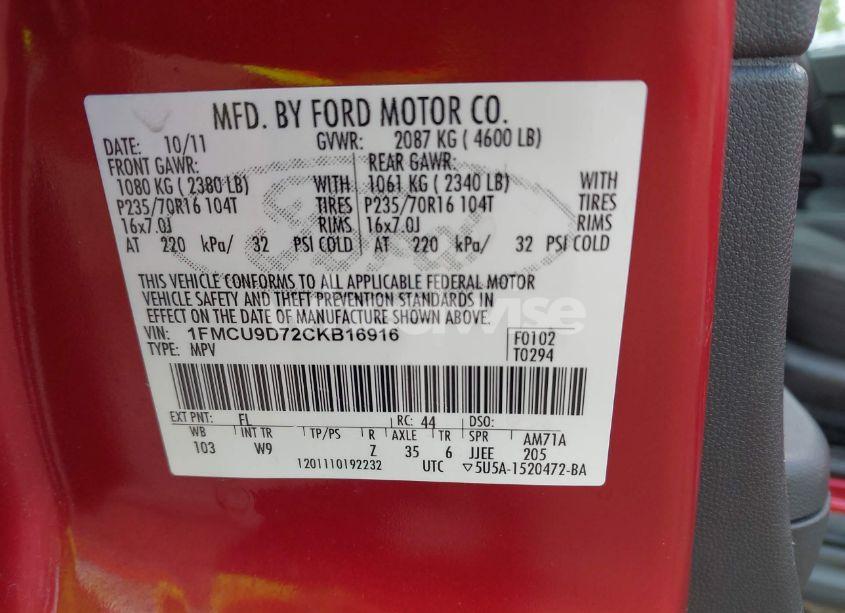 MFD. BY FORD MOTOR CO.
DATE: 10/11 GVWR: 2087 KG ( 4600 LB)
FRONT GAWR: REAR GAWR:
1080 KG ( 2380 LB) WITH 1061 KG ( 2340 LB) WITH
P235/70R16 104T TIRES P235/70R16 104T TIRES
16x7.0J RIMS 16x7.0J RIMS
AT 220 kPa/ 32 PSI COLD AT 220 kPa/ 32 PSI COLD
THIS VEHICLE CONFORMS TO ALL APPLICABLE FEDERAL MOTOR
VEHICLE SAFETY AND THEFT PREVENTION STANDARDS IN
EFFECT ON THE DATE OF MANUFACTURE SHOWN ABOVE.
VIN: 1FMCU9D72CKB16916 F0102
TYPE: MPV T0294
EXT PNT: FL RC: 44 DSO:
WB INT TR TP/PS R AXLE TR SPR AM71A
103 W9 Z 35 6 JJEE 205
1201110192232 UTC ▽5U5A-1520472-BA